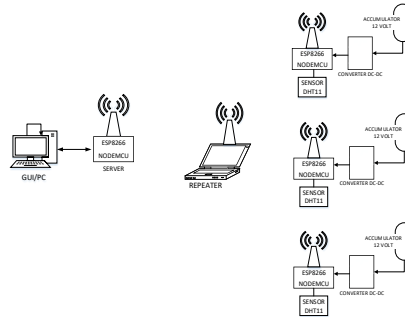 ACCUMULATOR
12 VOLT
ESP8266
NODEMCU
CONVERTER DC-DC
SENSOR
DHT11
ESP8266
NODEMCU
SERVER
GUI/PC
REPEATER
ACCUMULATOR
12 VOLT
ESP8266
NODEMCU
CONVERTER DC-DC
SENSOR
DHT11
ACCUMULATOR
12 VOLT
ESP8266
NODEMCU
CONVERTER DC-DC
SENSOR
DHT11